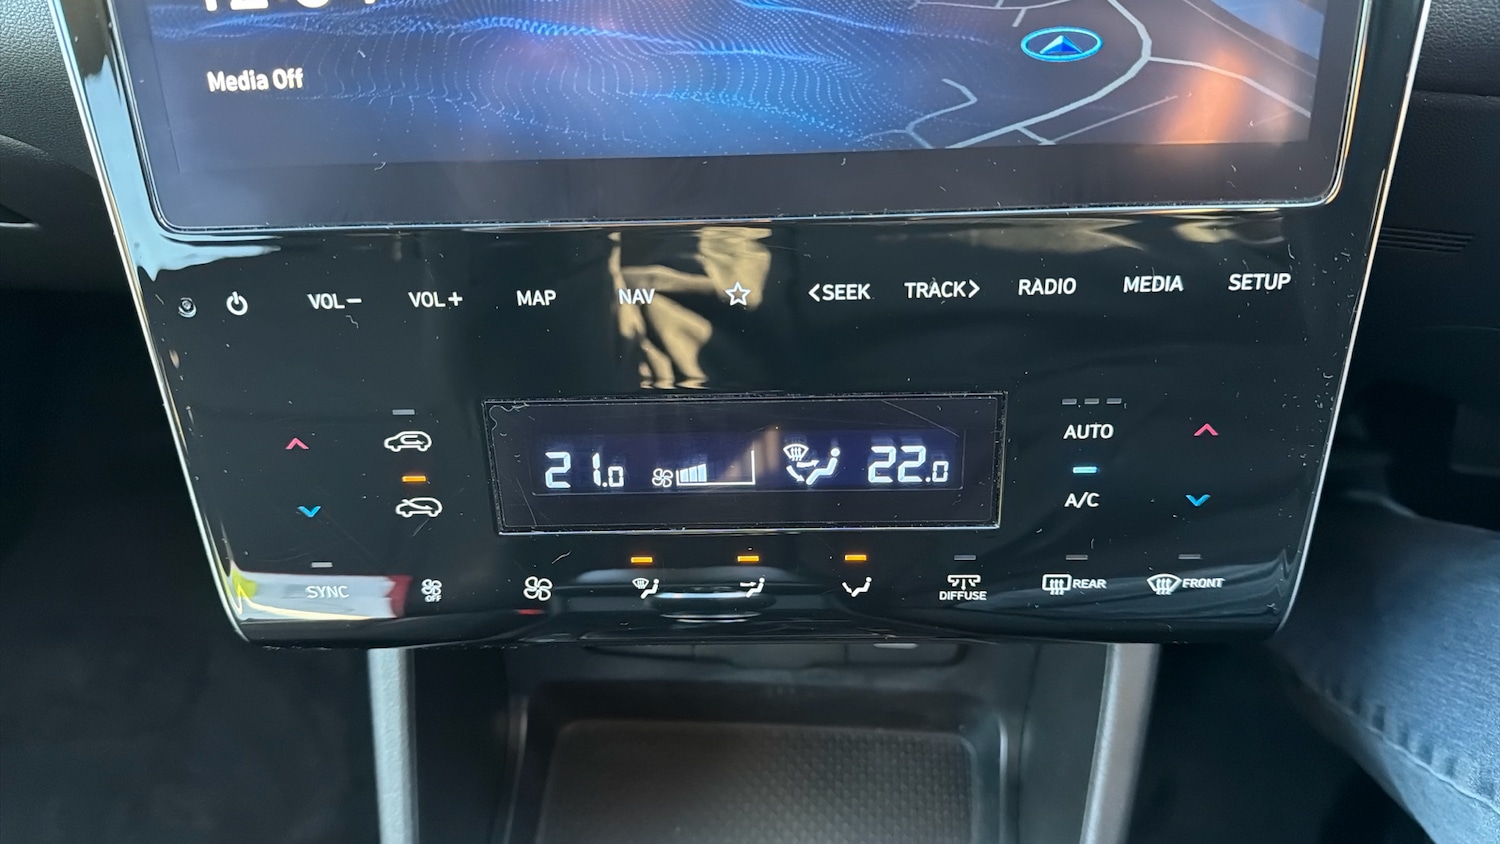 Media Off
VOL− VOL+ MAP NAV <SEEK TRACK> RADIO MEDIA SETUP
AUTO
21.0 22.0
A/C
SYNC OFF DIFFUSE REAR FRONT